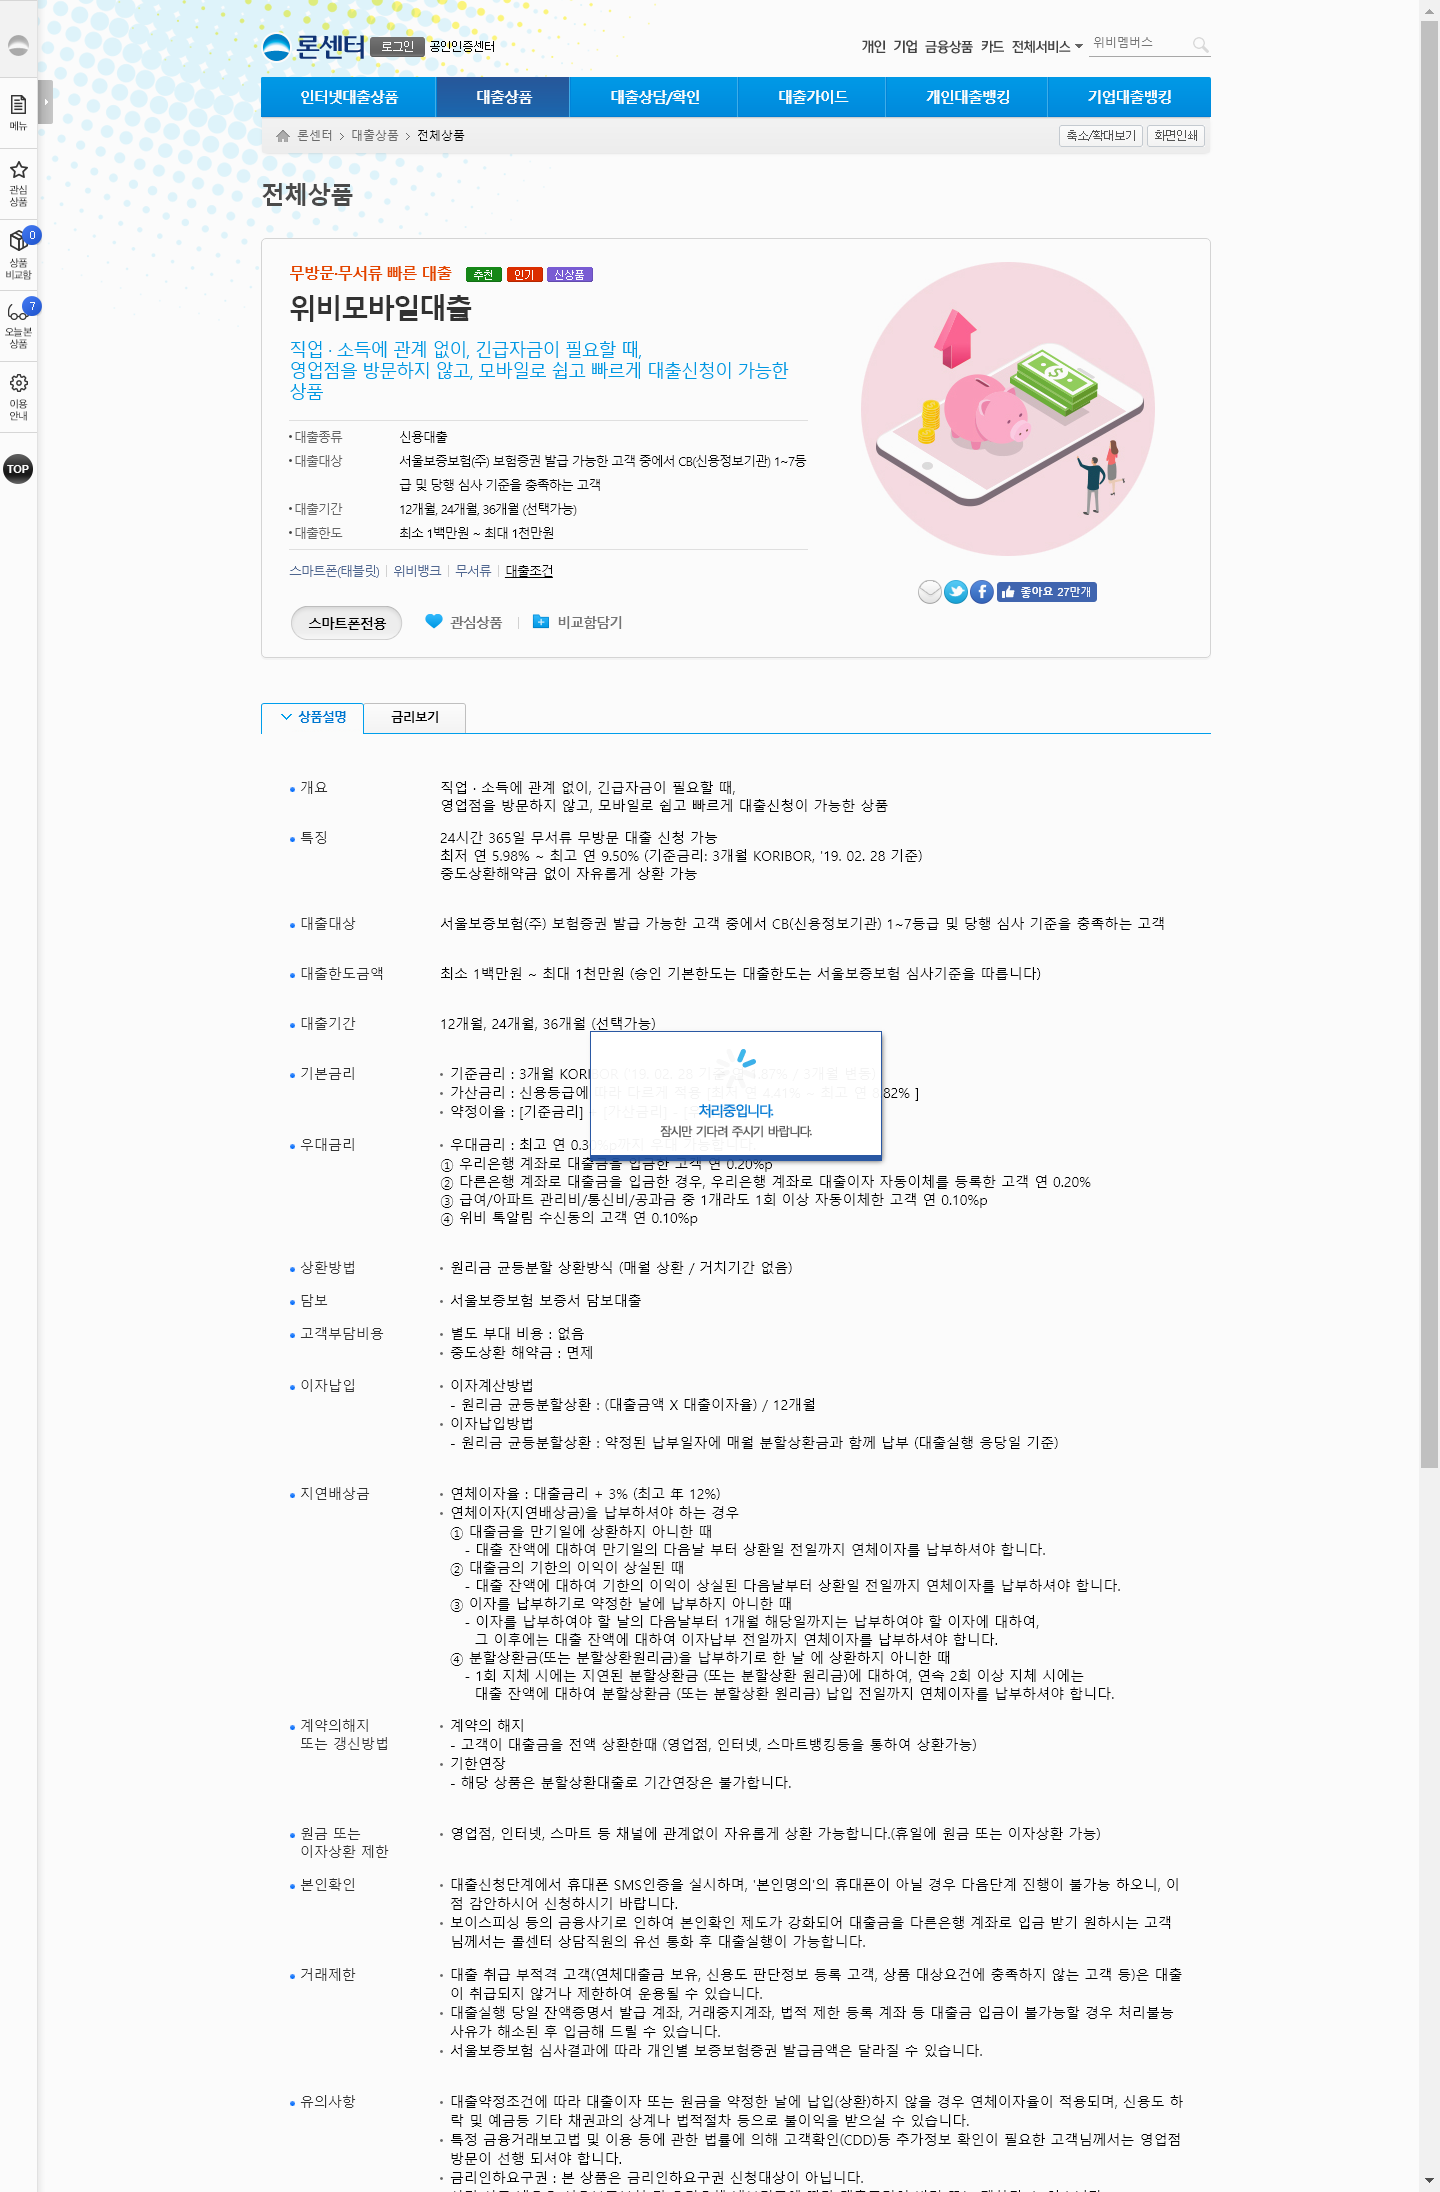 론센터 로그인 공인인증센터 개인 기업 금융상품 카드 전체서비스 위비멤버스
인터넷대출상품 대출상품 대출상담/확인 대출가이드 개인대출뱅킹 기업대출뱅킹
론센터 > 대출상품 > 전체상품 축소/확대보기 화면인쇄
메뉴
관심
상품
0
상품
비교함
7
오늘본
상품
이용
안내
TOP
전체상품
무방문·무서류 빠른 대출 추천 인기 신상품
위비모바일대출
직업 · 소득에 관계 없이, 긴급자금이 필요할 때,
영업점을 방문하지 않고, 모바일로 쉽고 빠르게 대출신청이 가능한
상품
대출종류 신용대출
대출대상 서울보증보험(주) 보험증권 발급 가능한 고객 중에서 CB(신용정보기관) 1~7등
급 및 당행 심사 기준을 충족하는 고객
대출기간 12개월, 24개월, 36개월 (선택가능)
대출한도 최소 1백만원 ~ 최대 1천만원
스마트폰(태블릿) 위비뱅크 무서류 대출조건
좋아요 27만개
스마트폰전용 관심상품 비교함담기
상품설명 금리보기
개요 직업 · 소득에 관계 없이, 긴급자금이 필요할 때,
영업점을 방문하지 않고, 모바일로 쉽고 빠르게 대출신청이 가능한 상품
특징 24시간 365일 무서류 무방문 대출 신청 가능
최저 연 5.98% ~ 최고 연 9.50% (기준금리: 3개월 KORIBOR, '19. 02. 28 기준)
중도상환해약금 없이 자유롭게 상환 가능
대출대상 서울보증보험(주) 보험증권 발급 가능한 고객 중에서 CB(신용정보기관) 1~7등급 및 당행 심사 기준을 충족하는 고객
대출한도금액 최소 1백만원 ~ 최대 1천만원 (승인 기본한도는 대출한도는 서울보증보험 심사기준을 따릅니다)
대출기간 12개월, 24개월, 36개월 (선택가능)
기본금리 기준금리 : 3개월 KORIBOR
가산금리 : 신용등급에 따라 다르게 적용 [최저 연 4.41% ~ 최고 연 .82% ]
약정이율 : [기준금리] + [가산금리]
처리중입니다.
잠시만 기다려 주시기 바랍니다.
우대금리 우대금리 : 최고 연 0.3
① 우리은행 계좌로 대출금을 입금한 고객 연 0.20%p
② 다른은행 계좌로 대출금을 입금한 경우, 우리은행 계좌로 대출이자 자동이체를 등록한 고객 연 0.20%
③ 급여/아파트 관리비/통신비/공과금 중 1개라도 1회 이상 자동이체한 고객 연 0.10%p
④ 위비 톡알림 수신동의 고객 연 0.10%p
상환방법 원리금 균등분할 상환방식 (매월 상환 / 거치기간 없음)
담보 서울보증보험 보증서 담보대출
고객부담비용 별도 부대 비용 : 없음
중도상환 해약금 : 면제
이자납입 이자계산방법
- 원리금 균등분할상환 : (대출금액 X 대출이자율) / 12개월
이자납입방법
- 원리금 균등분할상환 : 약정된 납부일자에 매월 분할상환금과 함께 납부 (대출실행 응당일 기준)
지연배상금 연체이자율 : 대출금리 + 3% (최고 年 12%)
연체이자(지연배상금)을 납부하셔야 하는 경우
① 대출금을 만기일에 상환하지 아니한 때
- 대출 잔액에 대하여 만기일의 다음날 부터 상환일 전일까지 연체이자를 납부하셔야 합니다.
② 대출금의 기한의 이익이 상실된 때
- 대출 잔액에 대하여 기한의 이익이 상실된 다음날부터 상환일 전일까지 연체이자를 납부하셔야 합니다.
③ 이자를 납부하기로 약정한 날에 납부하지 아니한 때
- 이자를 납부하여야 할 날의 다음날부터 1개월 해당일까지는 납부하여야 할 이자에 대하여,
그 이후에는 대출 잔액에 대하여 이자납부 전일까지 연체이자를 납부하셔야 합니다.
④ 분할상환금(또는 분할상환원리금)을 납부하기로 한 날 에 상환하지 아니한 때
- 1회 지체 시에는 지연된 분할상환금 (또는 분할상환 원리금)에 대하여, 연속 2회 이상 지체 시에는
대출 잔액에 대하여 분할상환금 (또는 분할상환 원리금) 납입 전일까지 연체이자를 납부하셔야 합니다.
계약의해지 계약의 해지
또는 갱신방법 - 고객이 대출금을 전액 상환한때 (영업점, 인터넷, 스마트뱅킹등을 통하여 상환가능)
기한연장
- 해당 상품은 분할상환대출로 기간연장은 불가합니다.
원금 또는 영업점, 인터넷, 스마트 등 채널에 관계없이 자유롭게 상환 가능합니다.(휴일에 원금 또는 이자상환 가능)
이자상환 제한
본인확인 대출신청단계에서 휴대폰 SMS인증을 실시하며, '본인명의'의 휴대폰이 아닐 경우 다음단계 진행이 불가능 하오니, 이
점 감안하시어 신청하시기 바랍니다.
보이스피싱 등의 금융사기로 인하여 본인확인 제도가 강화되어 대출금을 다른은행 계좌로 입금 받기 원하시는 고객
님께서는 콜센터 상담직원의 유선 통화 후 대출실행이 가능합니다.
거래제한 대출 취급 부적격 고객(연체대출금 보유, 신용도 판단정보 등록 고객, 상품 대상요건에 충족하지 않는 고객 등)은 대출
이 취급되지 않거나 제한하여 운용될 수 있습니다.
대출실행 당일 잔액증명서 발급 계좌, 거래중지계좌, 법적 제한 등록 계좌 등 대출금 입금이 불가능할 경우 처리불능
사유가 해소된 후 입금해 드릴 수 있습니다.
서울보증보험 심사결과에 따라 개인별 보증보험증권 발급금액은 달라질 수 있습니다.
유의사항 대출약정조건에 따라 대출이자 또는 원금을 약정한 날에 납입(상환)하지 않을 경우 연체이자율이 적용되며, 신용도 하
락 및 예금등 기타 채권과의 상계나 법적절차 등으로 불이익을 받으실 수 있습니다.
특정 금융거래보고법 및 이용 등에 관한 법률에 의해 고객확인(CDD)등 추가정보 확인이 필요한 고객님께서는 영업점
방문이 선행 되셔야 합니다.
금리인하요구권 : 본 상품은 금리인하요구권 신청대상이 아닙니다.